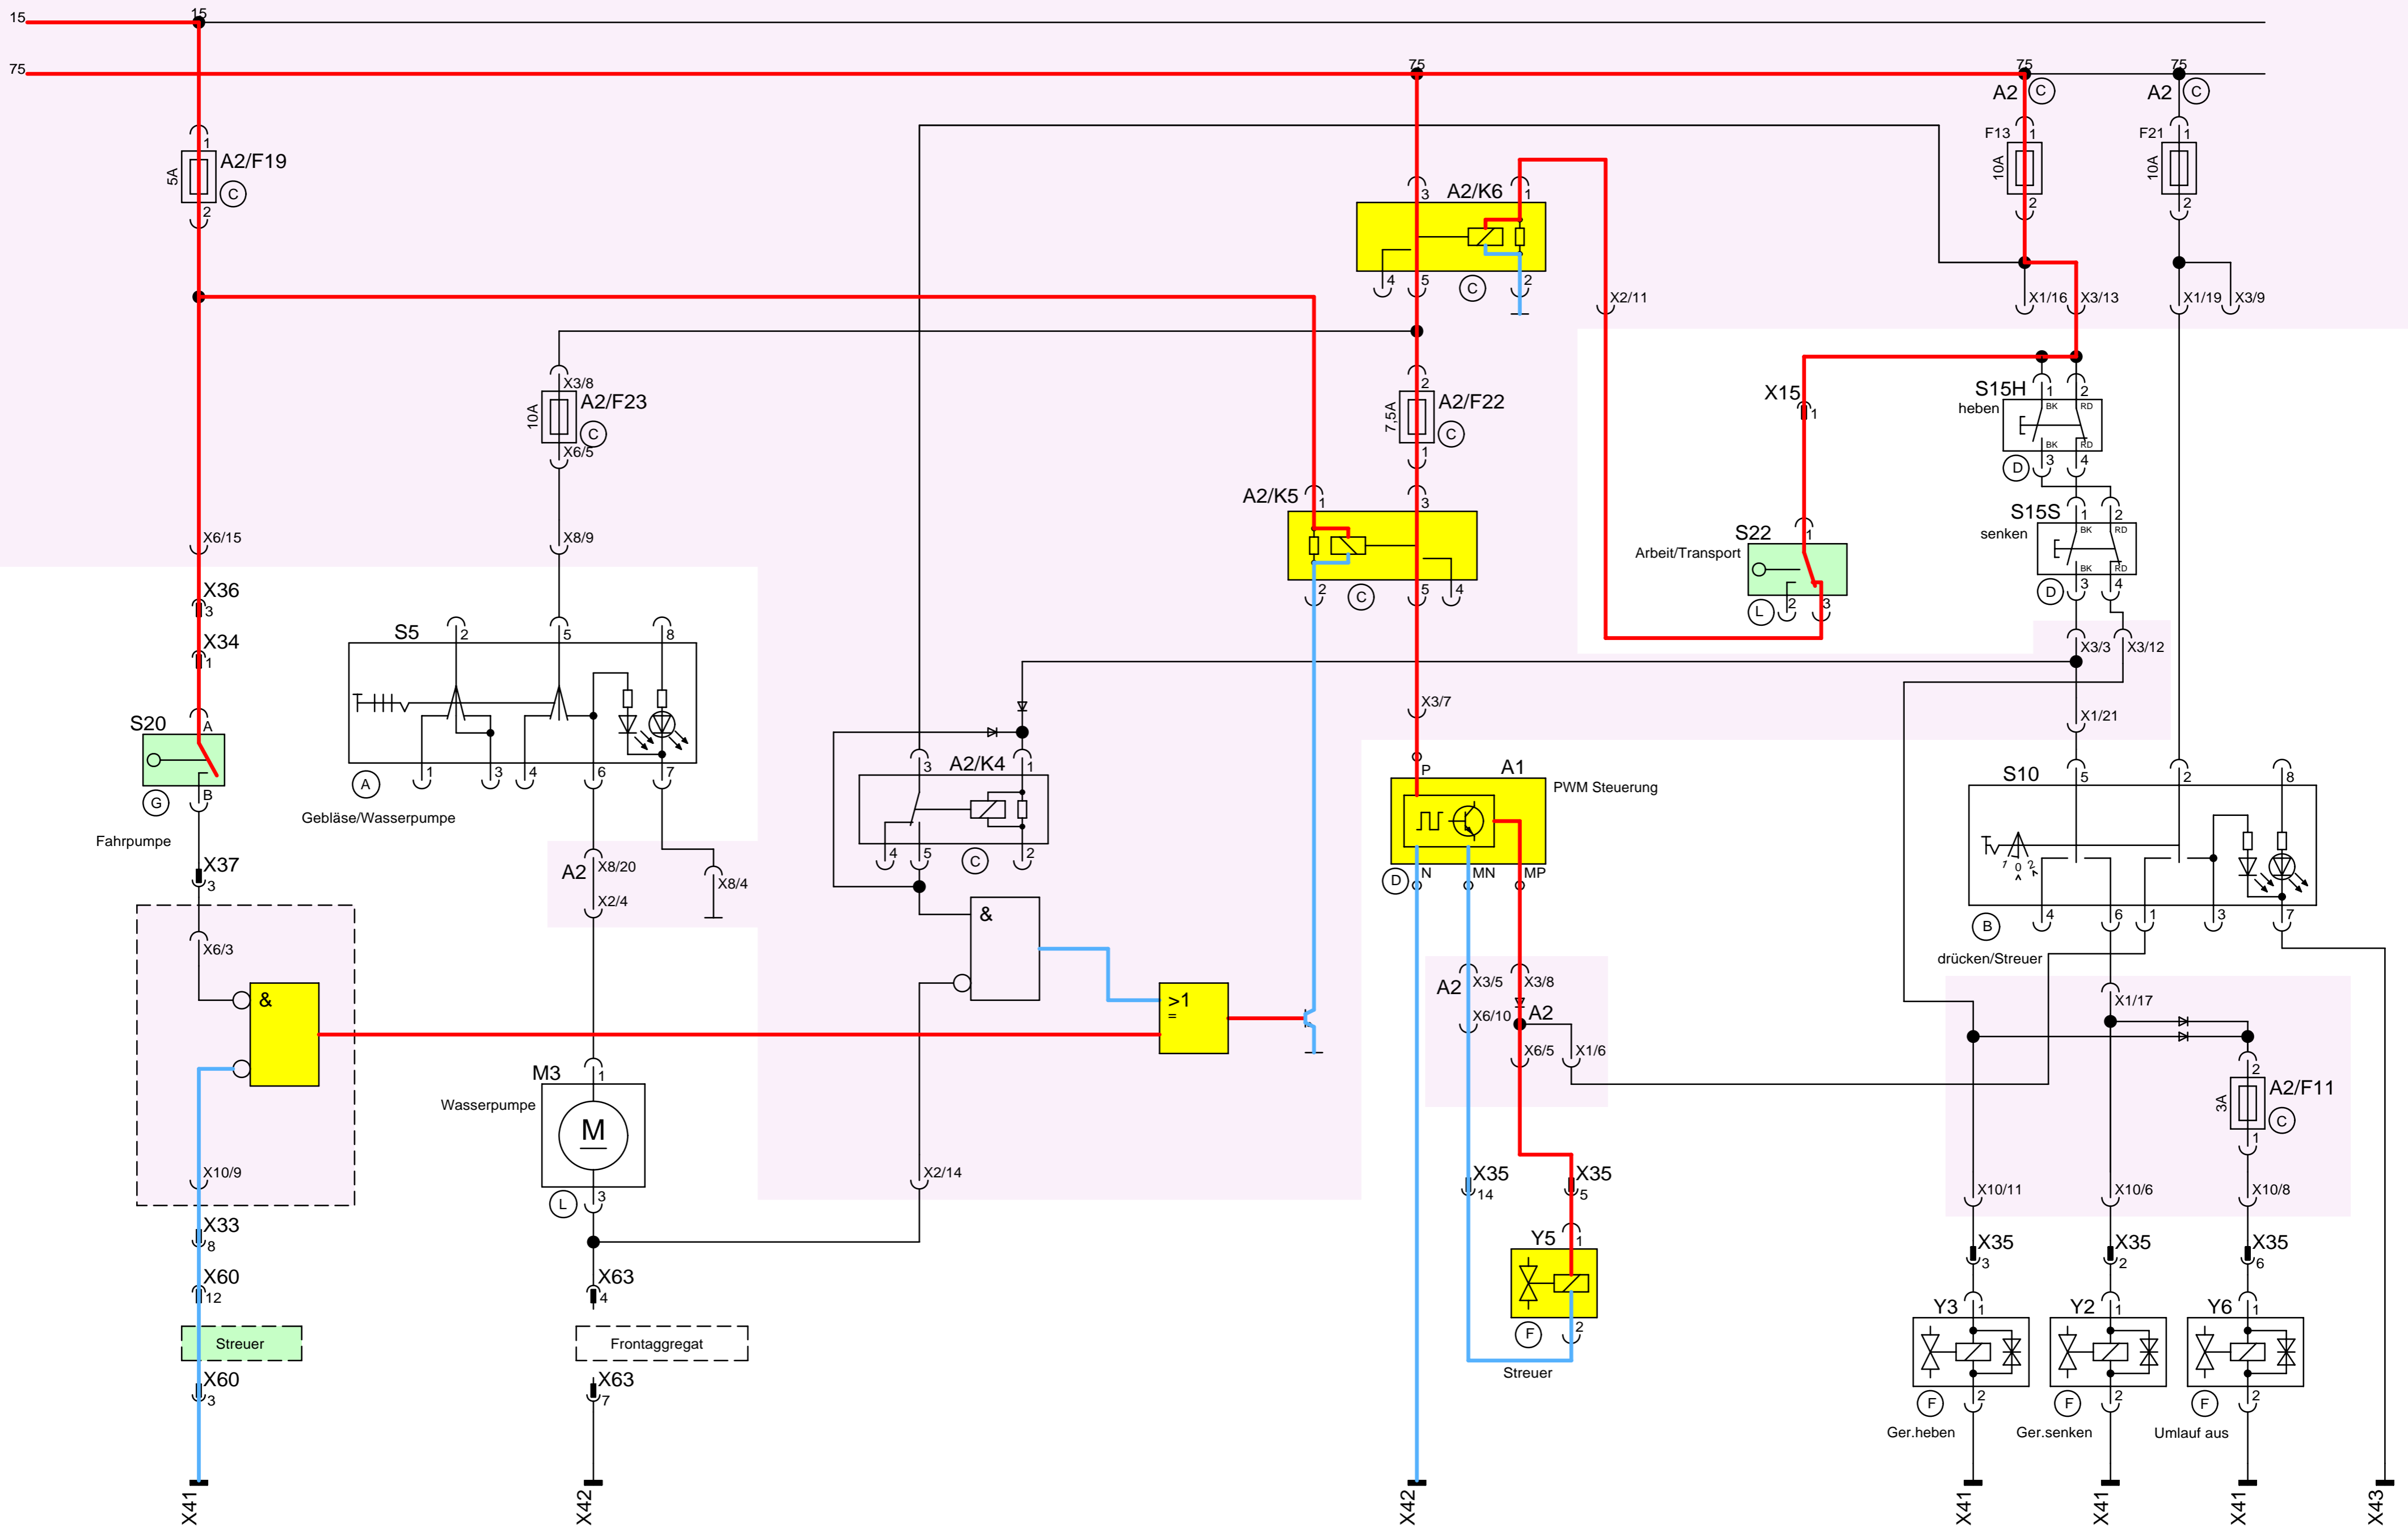 15
15
75
75
75
75
A2
C
A2
C
1
A2/F19
5A
C
2
F13
1
10A
2
F21
1
10A
2
3
A2/K6
1
4
5
C
2
X2/11
X1/16
X3/13
X1/19
X3/9
X3/8
10A
A2/F23
C
X6/5
2
7,5A
A2/F22
C
1
X15
1
S15H
heben
1
2
BK
RD
BK
RD
D
3
4
A2/K5
1
3
2
C
5
4
S22
1
Arbeit/Transport
L
2
3
S15S
senken
1
2
BK
RD
BK
RD
D
3
4
X6/15
X8/9
X36
3
X34
1
S5
2
5
8
X3/3
X3/12
S20
A
G
B
Fahrpumpe
A
1
3
4
6
7
Gebläse/Wasserpumpe
X3/7
X1/21
3
A2/K4
1
4
5
C
2
P
A1
PWM Steuerung
D
N
MN
MP
S10
5
2
8
1
0
2
B
4
6
1
3
7
drücken/Streuer
X37
3
A2
X8/20
X2/4
X8/4
&
X6/3
&
>1
=
A2
X3/5
X3/8
X6/10
A2
X6/5
X1/6
X1/17
2
3A
A2/F11
C
1
M3
1
Wasserpumpe
M
L
3
X10/9
X2/14
X35
14
X35
5
X10/11
X10/6
X10/8
X33
8
X60
12
Streuer
X60
3
X63
4
Frontaggregat
X63
7
Y5
1
F
2
Streuer
X35
3
X35
2
X35
6
Y3
1
Y2
1
Y6
1
F
2
F
2
F
2
Ger.heben
Ger.senken
Umlauf aus
X41
X42
X42
X41
X41
X41
X43